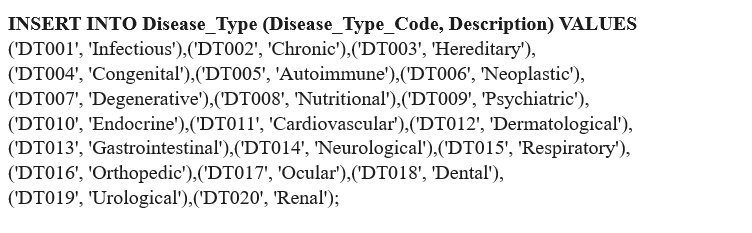 INSERT INTO Disease_Type (Disease_Type_Code, Description) VALUES
('DT001', 'Infectious'),('DT002', 'Chronic'),('DT003', 'Hereditary'),
('DT004', 'Congenital'),('DT005', 'Autoimmune'),('DT006', 'Neoplastic'),
('DT007', 'Degenerative'),('DT008', 'Nutritional'),('DT009', 'Psychiatric'),
('DT010', 'Endocrine'),('DT011', 'Cardiovascular'),('DT012', 'Dermatological'),
('DT013', 'Gastrointestinal'),('DT014', 'Neurological'),('DT015', 'Respiratory'),
('DT016', 'Orthopedic'),('DT017', 'Ocular'),('DT018', 'Dental'),
('DT019', 'Urological'),('DT020', 'Renal');